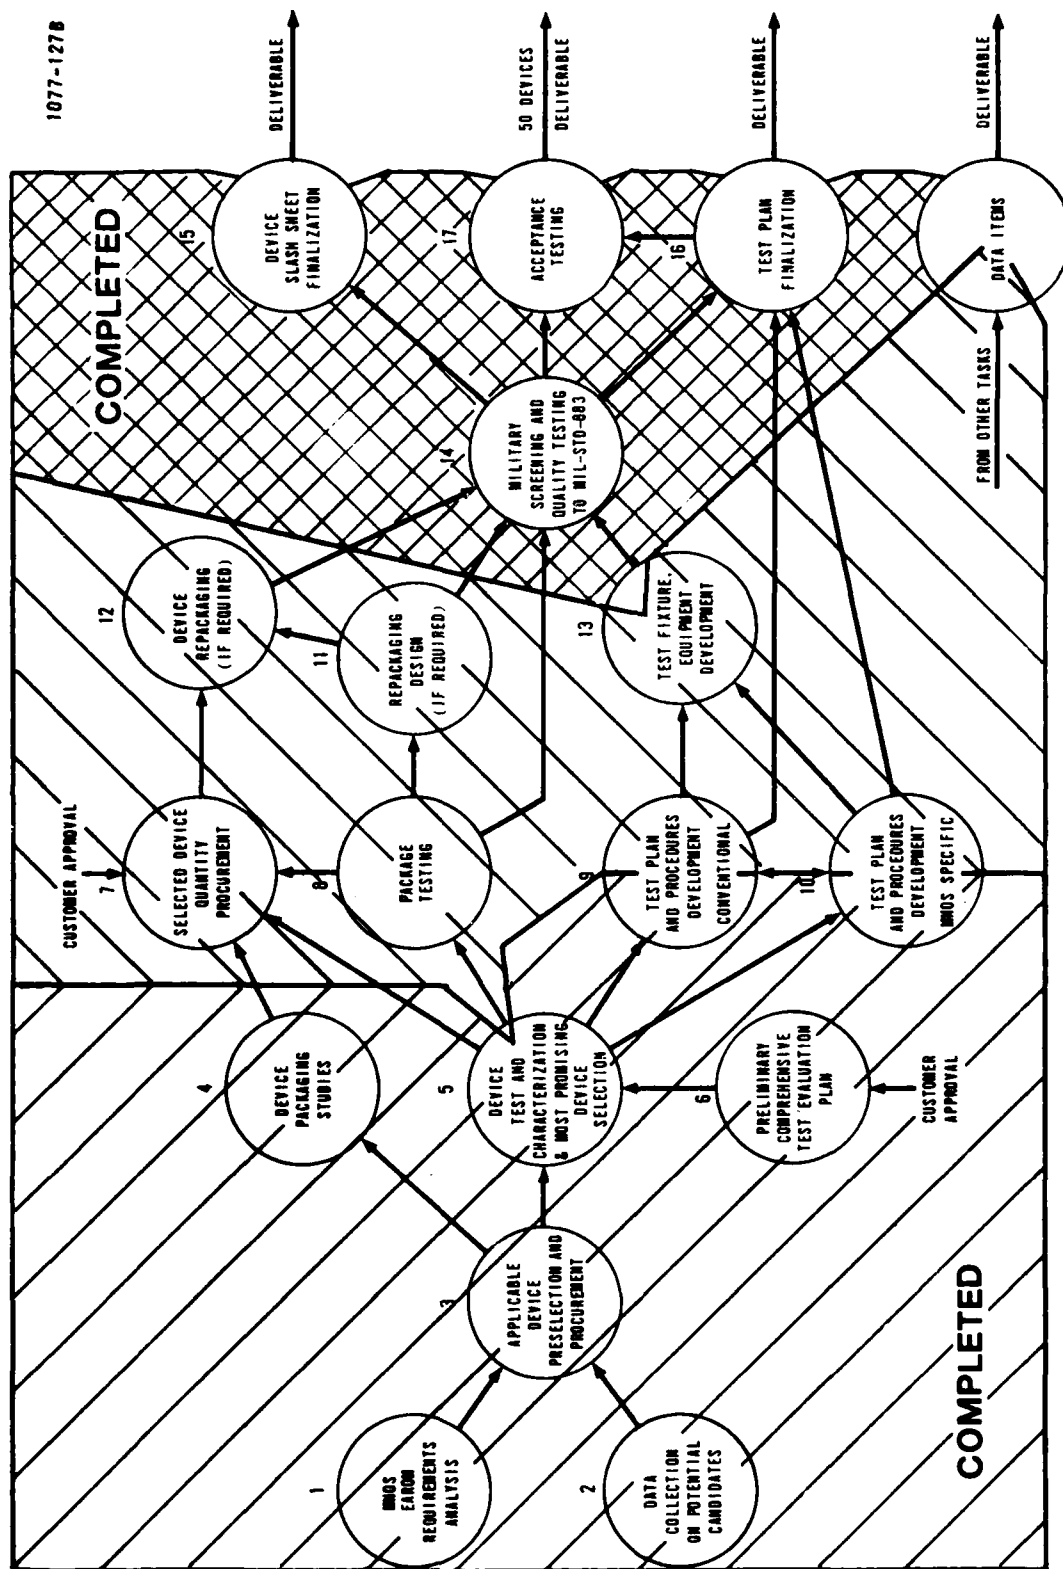 1077-127B
COMPLETED
CUSTOMER APPROVAL
1
MNOS
EAROM
REQUIREMENTS
ANALYSIS
2
DATA
COLLECTION
ON POTENTIAL
CANDIDATES
3
APPLICABLE
DEVICE
PRESELECTION AND
PROCUREMENT
4
DEVICE
PACKAGING
STUDIES
5
DEVICE
TEST AND
CHARACTERIZATION
& MOST PROMISING
DEVICE
SELECTION
6
PRELIMINARY
COMPREHENSIVE
TEST EVALUATION
PLAN
CUSTOMER
APPROVAL
7
SELECTED DEVICE
QUANTITY
PROCUREMENT
8
PACKAGE
TESTING
9
TEST PLAN
AND PROCEDURES
DEVELOPMENT
CONVENTIONAL
10
TEST PLAN
AND PROCEDURES
DEVELOPMENT
MNOS SPECIFIC
11
REPACKAGING
DESIGN
(IF REQUIRED)
12
DEVICE
REPACKAGING
(IF REQUIRED)
13
TEST FIXTURE,
EQUIPMENT
DEVELOPMENT
14
MILITARY
SCREENING AND
QUALITY TESTING
TO MIL-STD-883
15
DEVICE
SLASH SHEET
FINALIZATION
DELIVERABLE
17
ACCEPTANCE
TESTING
50 DEVICES
DELIVERABLE
16
TEST PLAN
FINALIZATION
DELIVERABLE
FROM OTHER TASKS
DATA ITEMS
DELIVERABLE
COMPLETED